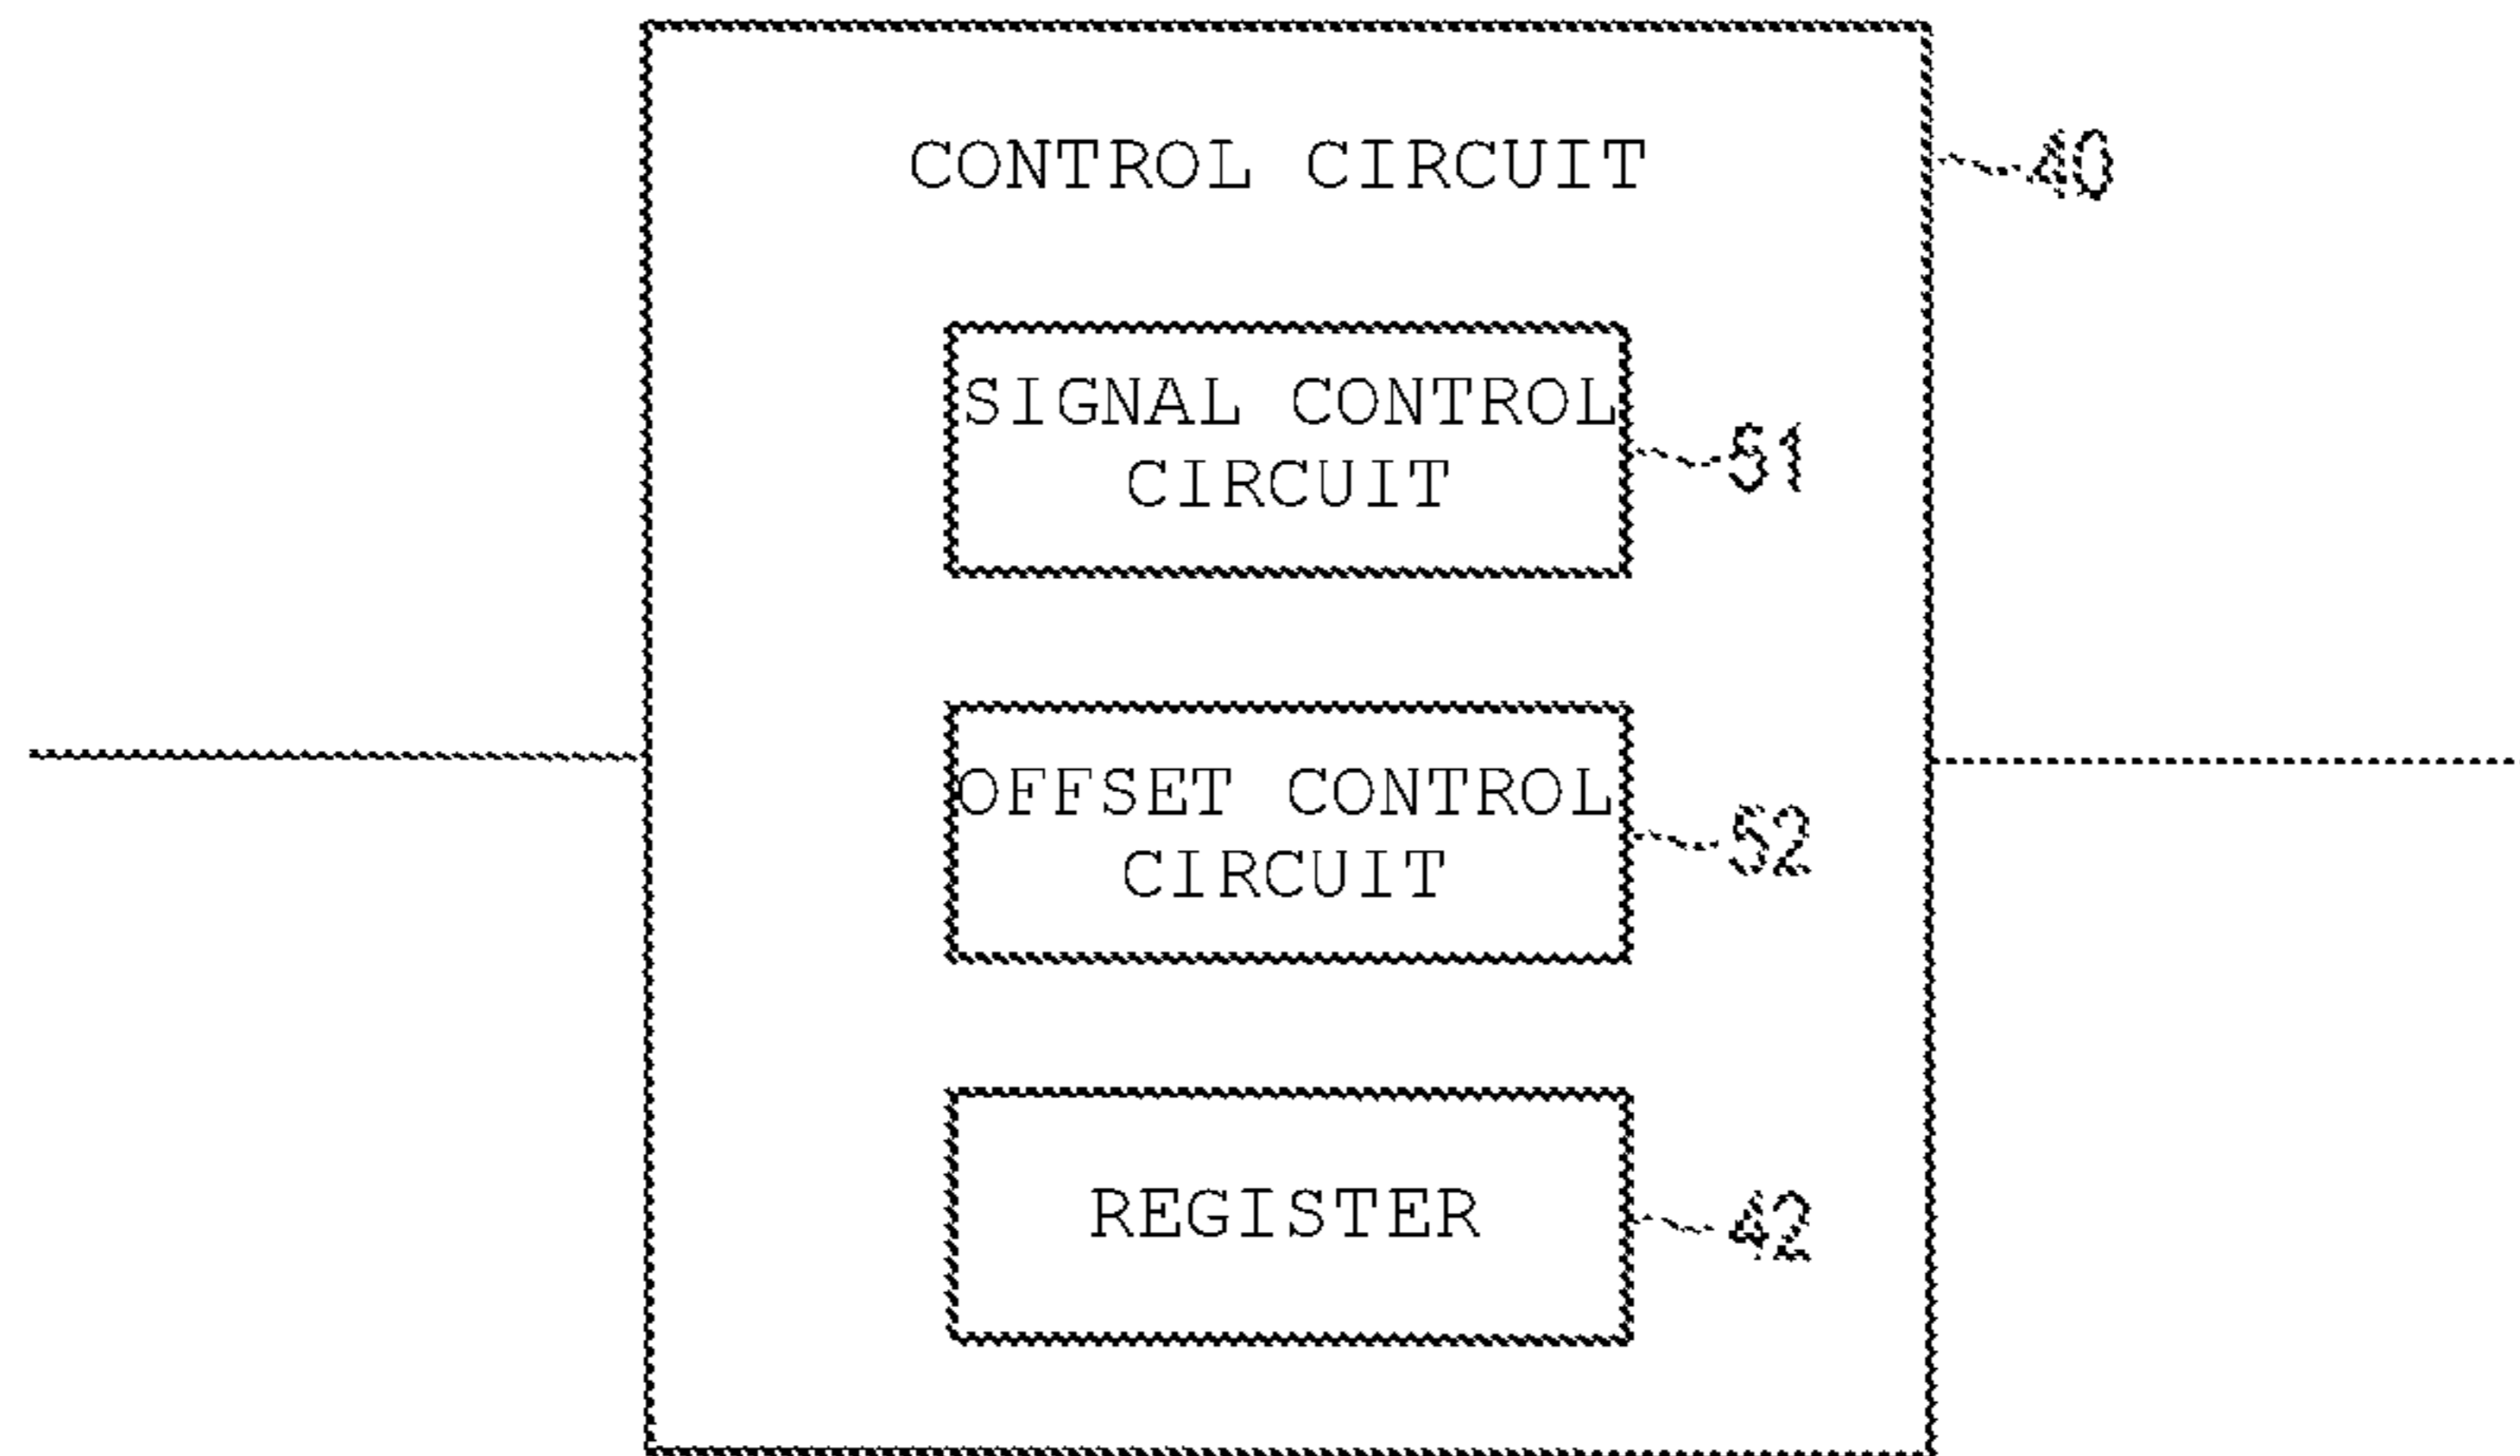 CONTROL CIRCUIT
40
SIGNAL CONTROL
CIRCUIT
51
OFFSET CONTROL
CIRCUIT
52
REGISTER
42